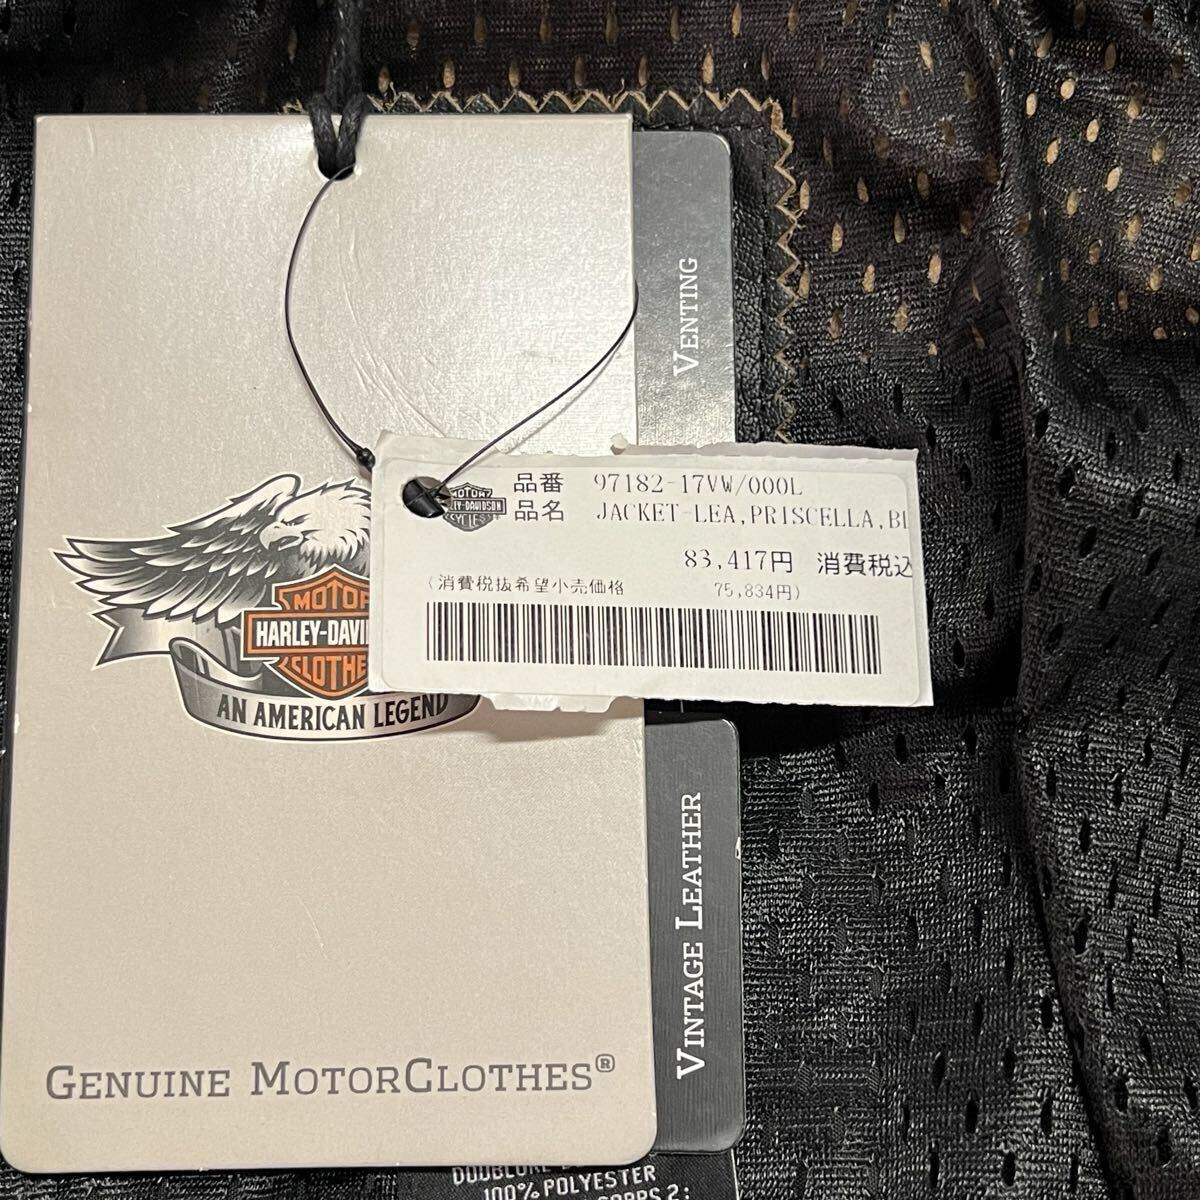 VENTING
品番 97182-17VW/000L
品名 JACKET-LEA,PRISCELLA,BL
83,417円 消費税込
(消費税抜希望小売価格 75,834円)
MOTOR
HARLEY-DAVI
CLOTHE
AN AMERICAN LEGEND
VINTAGE LEATHER
GENUINE MOTORCLOTHES®
100% POLYESTER